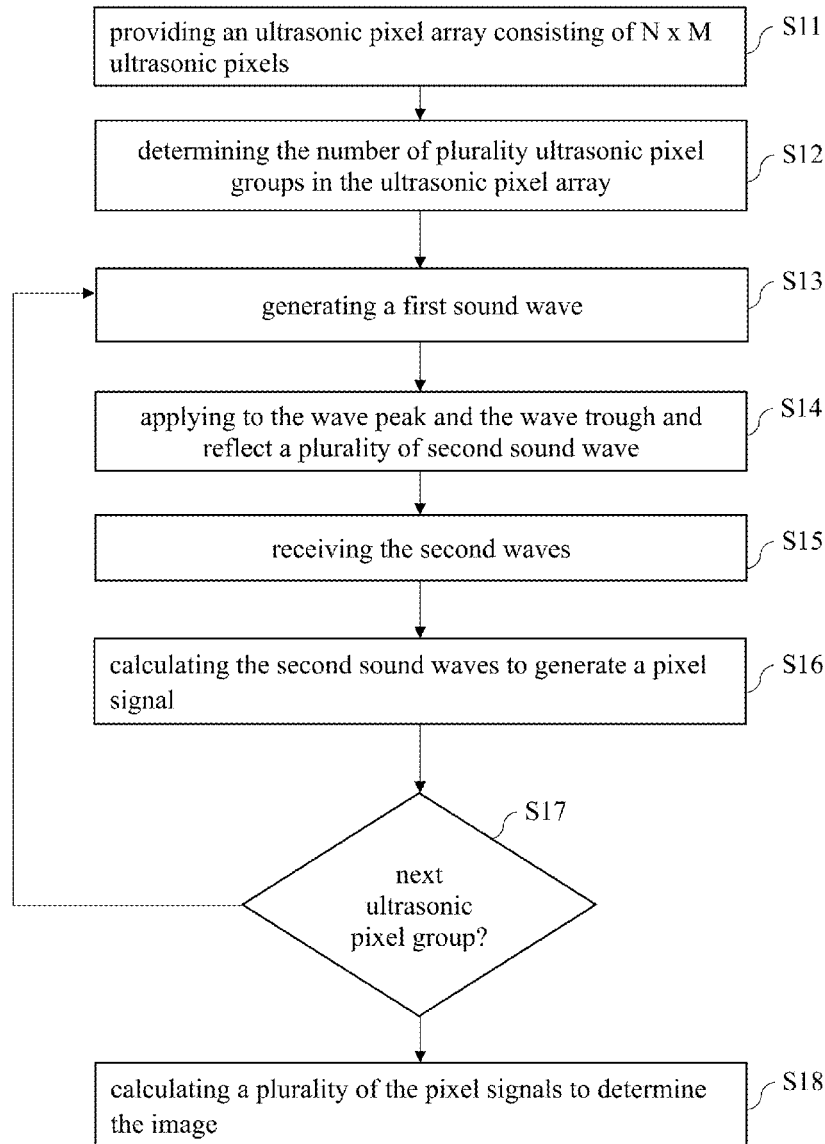 providing an ultrasonic pixel array consisting of N x M
ultrasonic pixels
S11
determining the number of plurality ultrasonic pixel
groups in the ultrasonic pixel array
S12
generating a first sound wave
S13
applying to the wave peak and the wave trough and
reflect a plurality of second sound wave
S14
receiving the second waves
S15
calculating the second sound waves to generate a pixel
signal
S16
next
ultrasonic
pixel group?
S17
calculating a plurality of the pixel signals to determine
the image
S18